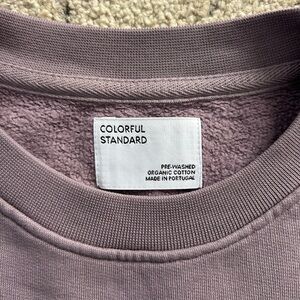 COLORFUL
STANDARD
PRE-WASHED
ORGANIC COTTON
MADE IN PORTUGAL